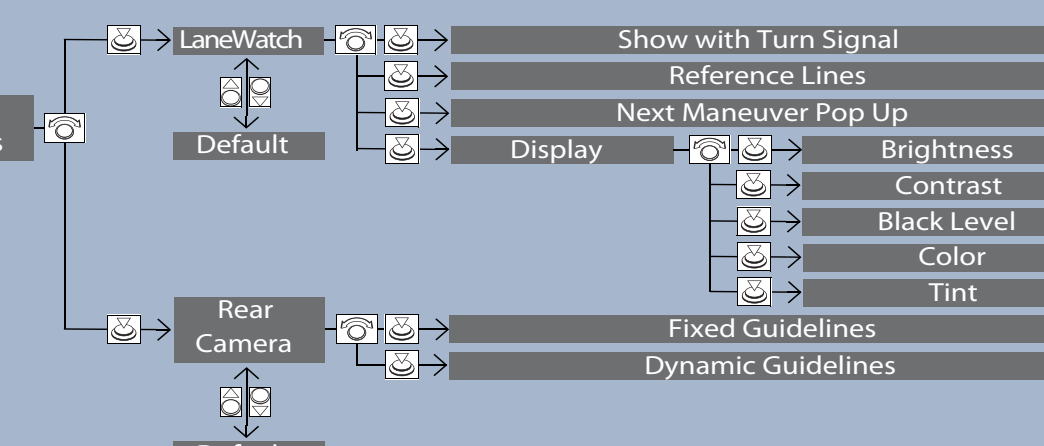 LaneWatch
Show with Turn Signal
Reference Lines
Next Maneuver Pop Up
Default
Display
Brightness
Contrast
Black Level
Color
Tint
Rear
Camera
Fixed Guidelines
Dynamic Guidelines